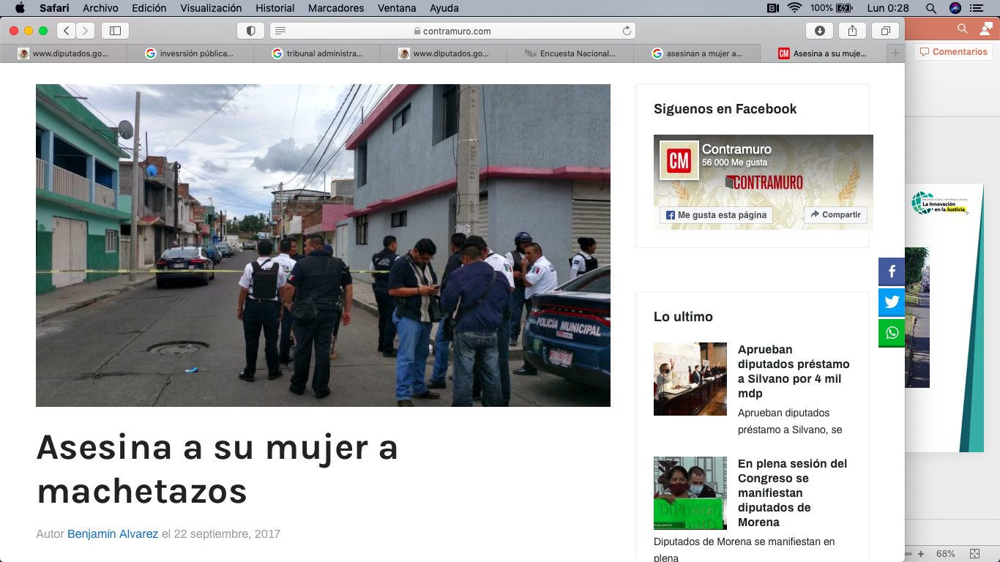 Safari Archivo Edición Visualización Historial Marcadores Ventana Ayuda
100% Lun 0:28
contramuro.com
www.diputados.go...
invesrsión pública...
tribunal administra...
www.diputados.go...
Encuesta Nacional...
asesinan a mujer a...
CM Asesina a su muje...
Comentarios
POLICÍA MUNICIPAL
Asesina a su mujer a
machetazos
Autor Benjamín Alvarez el 22 septiembre, 2017
Siguenos en Facebook
CM
Contramuro
56 000 Me gusta
CONTRAMURO
Me gusta esta página
Compartir
Lo ultimo
Aprueban
diputados préstamo
a Silvano por 4 mil
mdp
Aprueban diputados
préstamo a Silvano, se
En plena sesión del
Congreso se
manifiestan
diputados de
Morena
Diputados de Morena se manifiestan en
plena
UNIVERSIDAD INTERNACIONAL
La Innovación
en la Justicia
68%